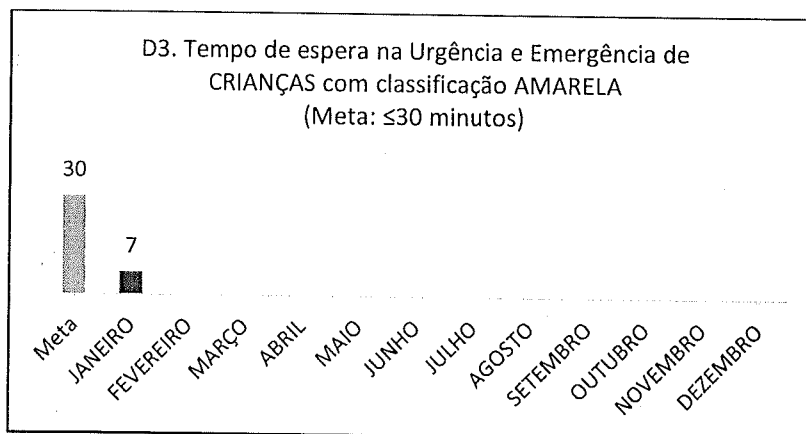 D3. Tempo de espera na Urgência e Emergência de
CRIANÇAS com classificação AMARELA
(Meta: ≤30 minutos)
30
7
Meta
JANEIRO
FEVEREIRO
MARÇO
ABRIL
MAIO
JUNHO
JULHO
AGOSTO
SETEMBRO
OUTUBRO
NOVEMBRO
DEZEMBRO